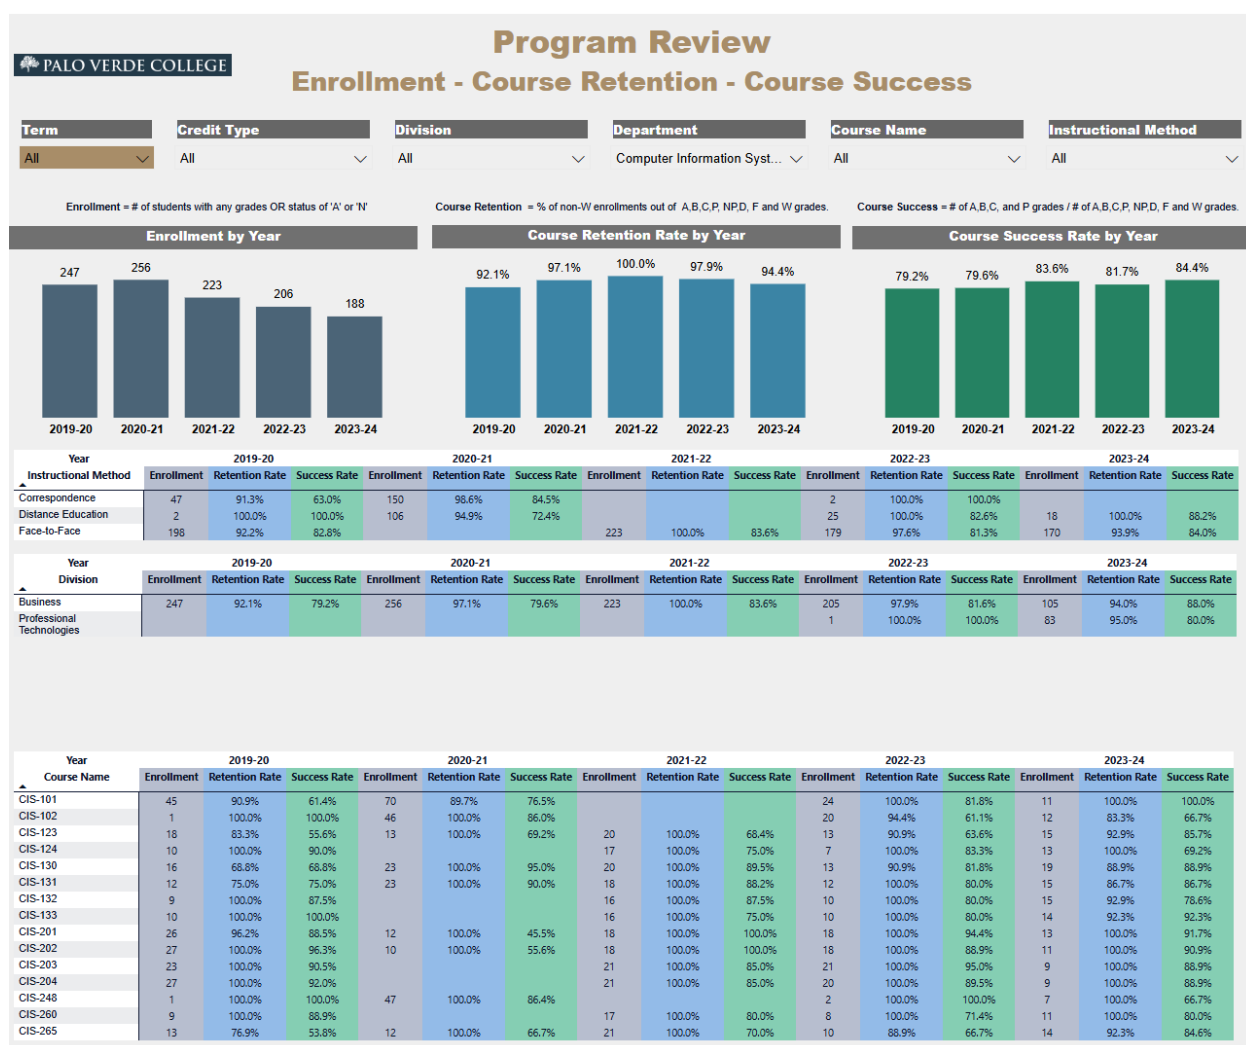 Program Review
PALO VERDE COLLEGE
Enrollment - Course Retention - Course Success
Term Credit Type Division Department Course Name Instructional Method
All All All Computer Information Syst... All All
Enrollment = # of students with any grades OR status of 'A' or 'N' Course Retention = % of non-W enrollments out of A,B,C,P, NP,D, F and W grades. Course Success = # of A,B,C, and P grades / # of A,B,C,P, NP,D, F and W grades.
Enrollment by Year Course Retention Rate by Year Course Success Rate by Year
247 256 223 206 188 92.1% 97.1% 100.0% 97.9% 94.4% 79.2% 79.6% 83.6% 81.7% 84.4%
2019-20 2020-21 2021-22 2022-23 2023-24 2019-20 2020-21 2021-22 2022-23 2023-24 2019-20 2020-21 2021-22 2022-23 2023-24
Year 2019-20 2020-21 2021-22 2022-23 2023-24
Instructional Method Enrollment Retention Rate Success Rate Enrollment Retention Rate Success Rate Enrollment Retention Rate Success Rate Enrollment Retention Rate Success Rate Enrollment Retention Rate Success Rate
Correspondence 47 91.3% 63.0% 150 98.6% 84.5% 2 100.0% 100.0%
Distance Education 2 100.0% 100.0% 106 94.9% 72.4% 25 100.0% 82.6% 18 100.0% 88.2%
Face-to-Face 198 92.2% 82.8% 223 100.0% 83.6% 179 97.6% 81.3% 170 93.9% 84.0%
Year 2019-20 2020-21 2021-22 2022-23 2023-24
Division Enrollment Retention Rate Success Rate Enrollment Retention Rate Success Rate Enrollment Retention Rate Success Rate Enrollment Retention Rate Success Rate Enrollment Retention Rate Success Rate
Business 247 92.1% 79.2% 256 97.1% 79.6% 223 100.0% 83.6% 205 97.9% 81.6% 105 94.0% 88.0%
Professional Technologies 1 100.0% 100.0% 83 95.0% 80.0%
Year 2019-20 2020-21 2021-22 2022-23 2023-24
Course Name Enrollment Retention Rate Success Rate Enrollment Retention Rate Success Rate Enrollment Retention Rate Success Rate Enrollment Retention Rate Success Rate Enrollment Retention Rate Success Rate
CIS-101 45 90.9% 61.4% 70 89.7% 76.5% 24 100.0% 81.8% 11 100.0% 100.0%
CIS-102 1 100.0% 100.0% 46 100.0% 86.0% 20 94.4% 61.1% 12 83.3% 66.7%
CIS-123 18 83.3% 55.6% 13 100.0% 69.2% 20 100.0% 68.4% 13 90.9% 63.6% 15 92.9% 85.7%
CIS-124 10 100.0% 90.0% 17 100.0% 75.0% 7 100.0% 83.3% 13 100.0% 69.2%
CIS-130 16 68.8% 68.8% 23 100.0% 95.0% 20 100.0% 89.5% 13 90.9% 81.8% 19 88.9% 88.9%
CIS-131 12 75.0% 75.0% 23 100.0% 90.0% 18 100.0% 88.2% 12 100.0% 80.0% 15 86.7% 86.7%
CIS-132 9 100.0% 87.5% 16 100.0% 87.5% 10 100.0% 80.0% 15 92.9% 78.6%
CIS-133 10 100.0% 100.0% 16 100.0% 75.0% 10 100.0% 80.0% 14 92.3% 92.3%
CIS-201 26 96.2% 88.5% 12 100.0% 45.5% 18 100.0% 100.0% 18 100.0% 94.4% 13 100.0% 91.7%
CIS-202 27 100.0% 96.3% 10 100.0% 55.6% 18 100.0% 100.0% 18 100.0% 88.9% 11 100.0% 90.9%
CIS-203 23 100.0% 90.5% 21 100.0% 85.0% 21 100.0% 95.0% 9 100.0% 88.9%
CIS-204 27 100.0% 92.0% 21 100.0% 85.0% 20 100.0% 89.5% 9 100.0% 88.9%
CIS-248 1 100.0% 100.0% 47 100.0% 86.4% 2 100.0% 100.0% 7 100.0% 66.7%
CIS-260 9 100.0% 88.9% 17 100.0% 80.0% 8 100.0% 71.4% 11 100.0% 80.0%
CIS-265 13 76.9% 53.8% 12 100.0% 66.7% 21 100.0% 70.0% 10 88.9% 66.7% 14 92.3% 84.6%